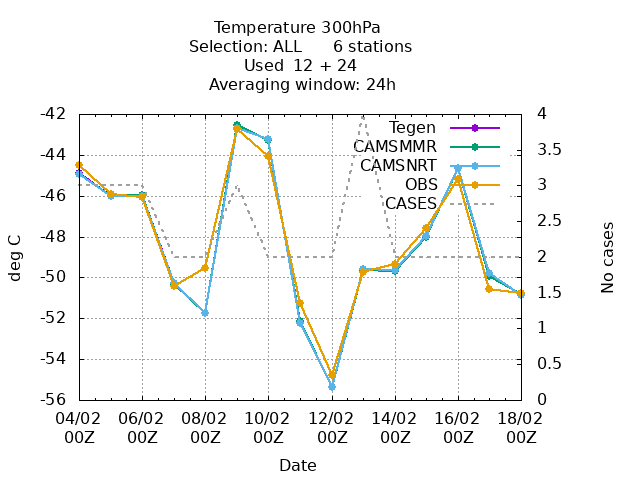 Temperature 300hPa
Selection: ALL      6 stations
Used  12 + 24
Averaging window: 24h
-42
-44
-46
-48
-50
-52
-54
-56
deg C
4
3.5
3
2.5
2
1.5
1
0.5
0
No cases
Tegen
CAMSMMR
CAMSNRT
OBS
CASES
04/02 06/02 08/02 10/02 12/02 14/02 16/02 18/02
00Z 00Z 00Z 00Z 00Z 00Z 00Z 00Z
Date